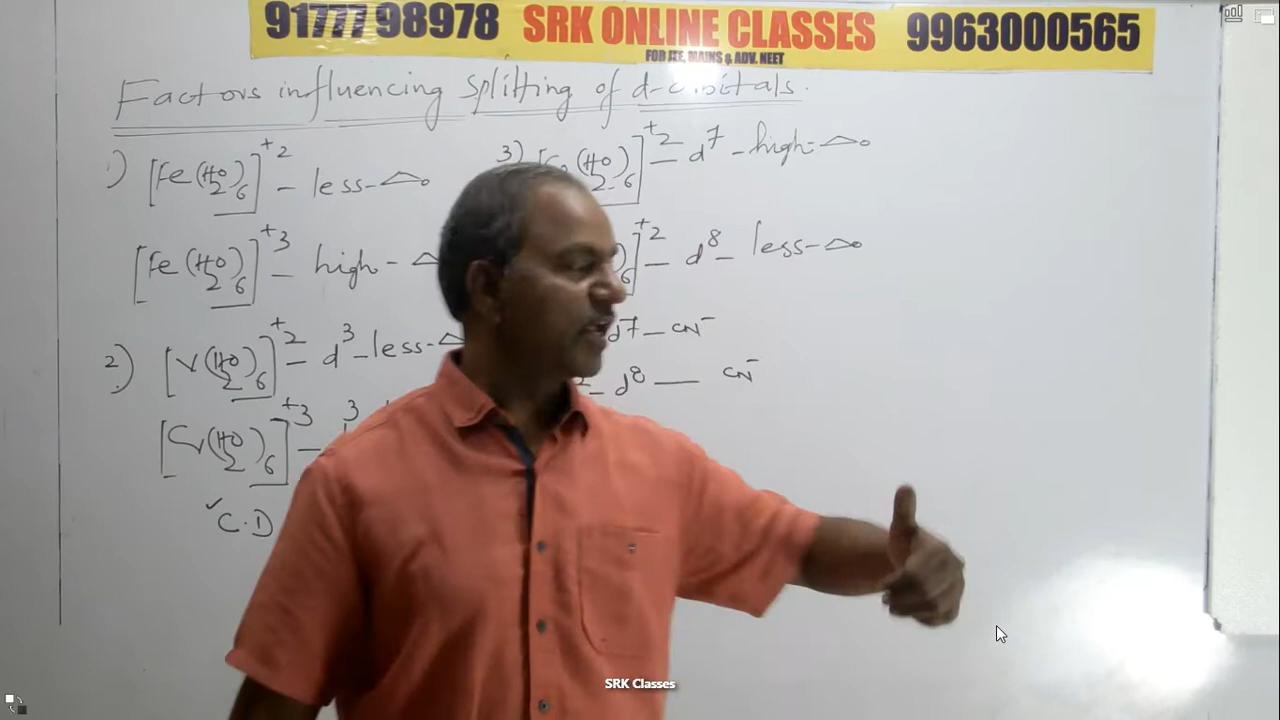 91777 98978 SRK ONLINE CLASSES 9963000565
FOR JEE, MAINS & ADV. NEET
Factors influencing splitting of d-orbitals.
1) [Fe(H2O)6]+2 - less-Δo
[Fe(H2O)6]+3 - high - Δ
2) [V(H2O)6]+2 - d3-less-Δ
[Cr(H2O)6]+3 - 3
✓C.D
3) (H2O)6]+2 - d7-high-Δo
6]+2 - d8- less-Δo
d7-CN-
- d8 - CN-
SRK Classes